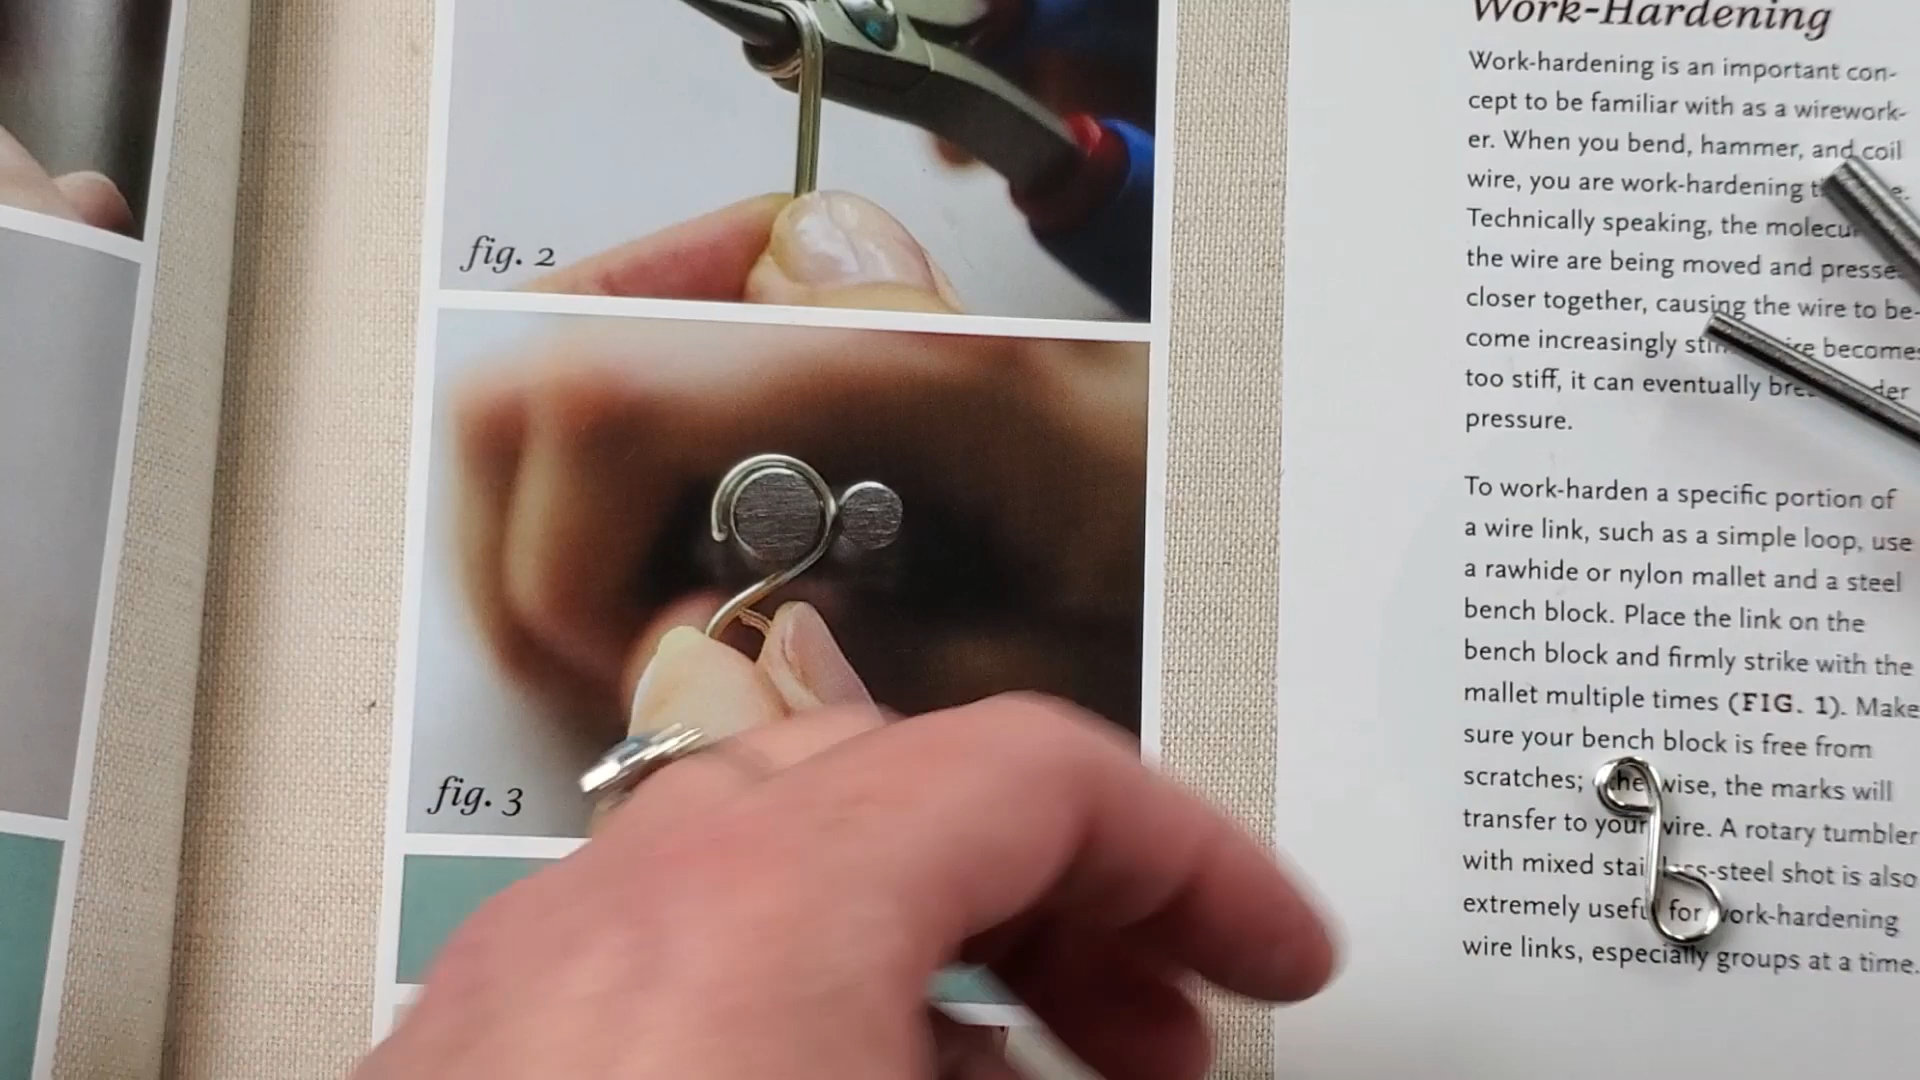 fig. 2
fig. 3
Work-Hardening
Work-hardening is an important con-
cept to be familiar with as a wirework-
er. When you bend, hammer, and coil
wire, you are work-hardening
Technically speaking, the
the wire are being moved and
closer together, causing the wire to be-
come increasingly becomes
too stiff, it can eventually
pressure.
To work-harden a specific portion of
a wire link, such as a simple loop, use
a rawhide or nylon mallet and a steel
bench block. Place the link on the
bench block and firmly strike with the
mallet multiple times (FIG. 1). Make
sure your bench block is free from
scratches; otherwise, the marks will
transfer to your wire. A rotary tumbler
with mixed stainless-steel shot is also
extremely useful for work-hardening
wire links, especially groups at a time.